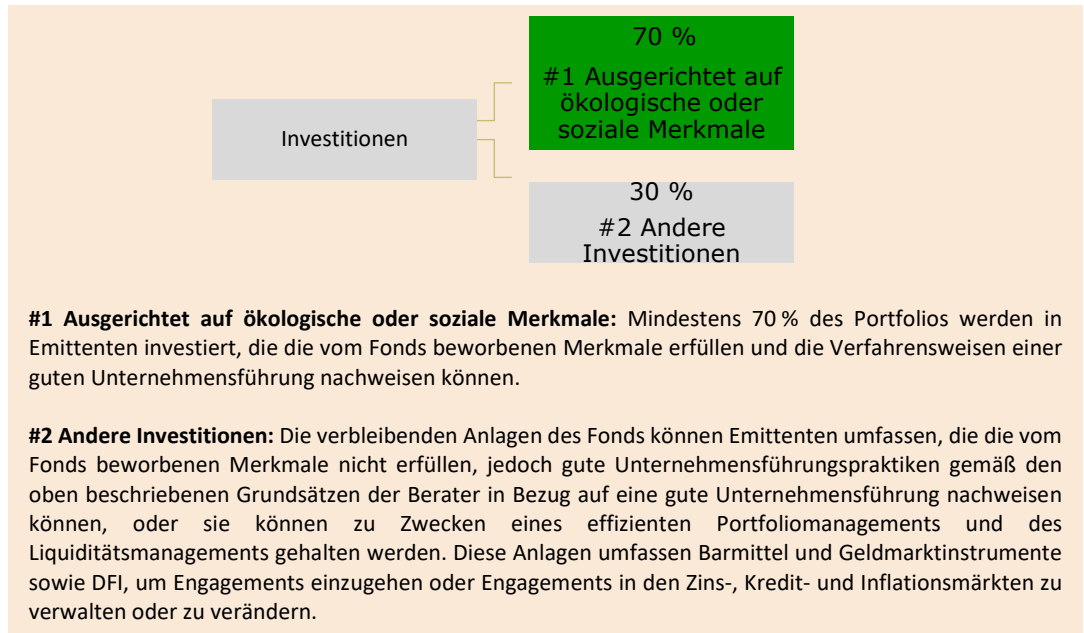 70 %
#1 Ausgerichtet auf
ökologische oder
soziale Merkmale
Investitionen
30 %
#2 Andere
Investitionen
#1 Ausgerichtet auf ökologische oder soziale Merkmale: Mindestens 70 % des Portfolios werden in
Emittenten investiert, die die vom Fonds beworbenen Merkmale erfüllen und die Verfahrensweisen einer
guten Unternehmensführung nachweisen können.
#2 Andere Investitionen: Die verbleibenden Anlagen des Fonds können Emittenten umfassen, die die vom
Fonds beworbenen Merkmale nicht erfüllen, jedoch gute Unternehmensführungspraktiken gemäß den
oben beschriebenen Grundsätzen der Berater in Bezug auf eine gute Unternehmensführung nachweisen
können, oder sie können zu Zwecken eines effizienten Portfoliomanagements und des
Liquiditätsmanagements gehalten werden. Diese Anlagen umfassen Barmittel und Geldmarktinstrumente
sowie DFI, um Engagements einzugehen oder Engagements in den Zins-, Kredit- und Inflationsmärkten zu
verwalten oder zu verändern.